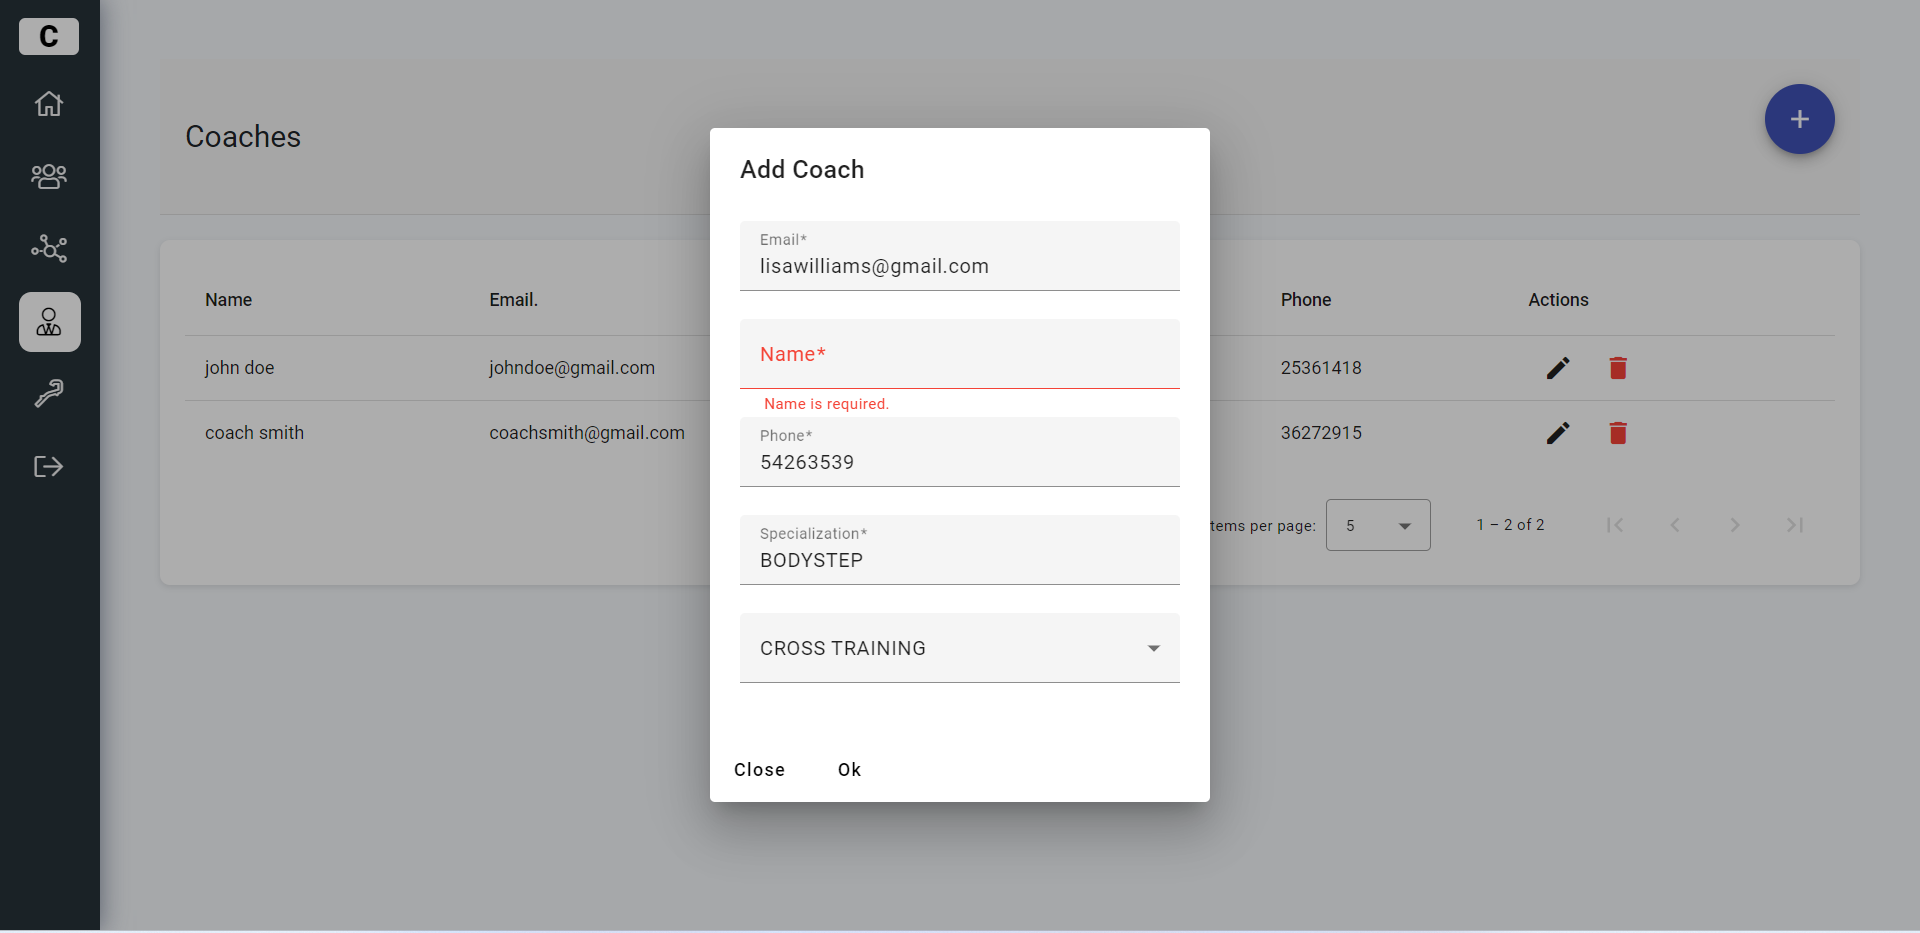 C
Coaches
+
Add Coach
Email*
lisawilliams@gmail.com
Name*
Name is required.
Phone*
54263539
Specialization*
BODYSTEP
CROSS TRAINING
Close Ok
Name Email. Phone Actions
john doe johndoe@gmail.com 25361418
coach smith coachsmith@gmail.com 36272915
tems per page: 5 1 – 2 of 2